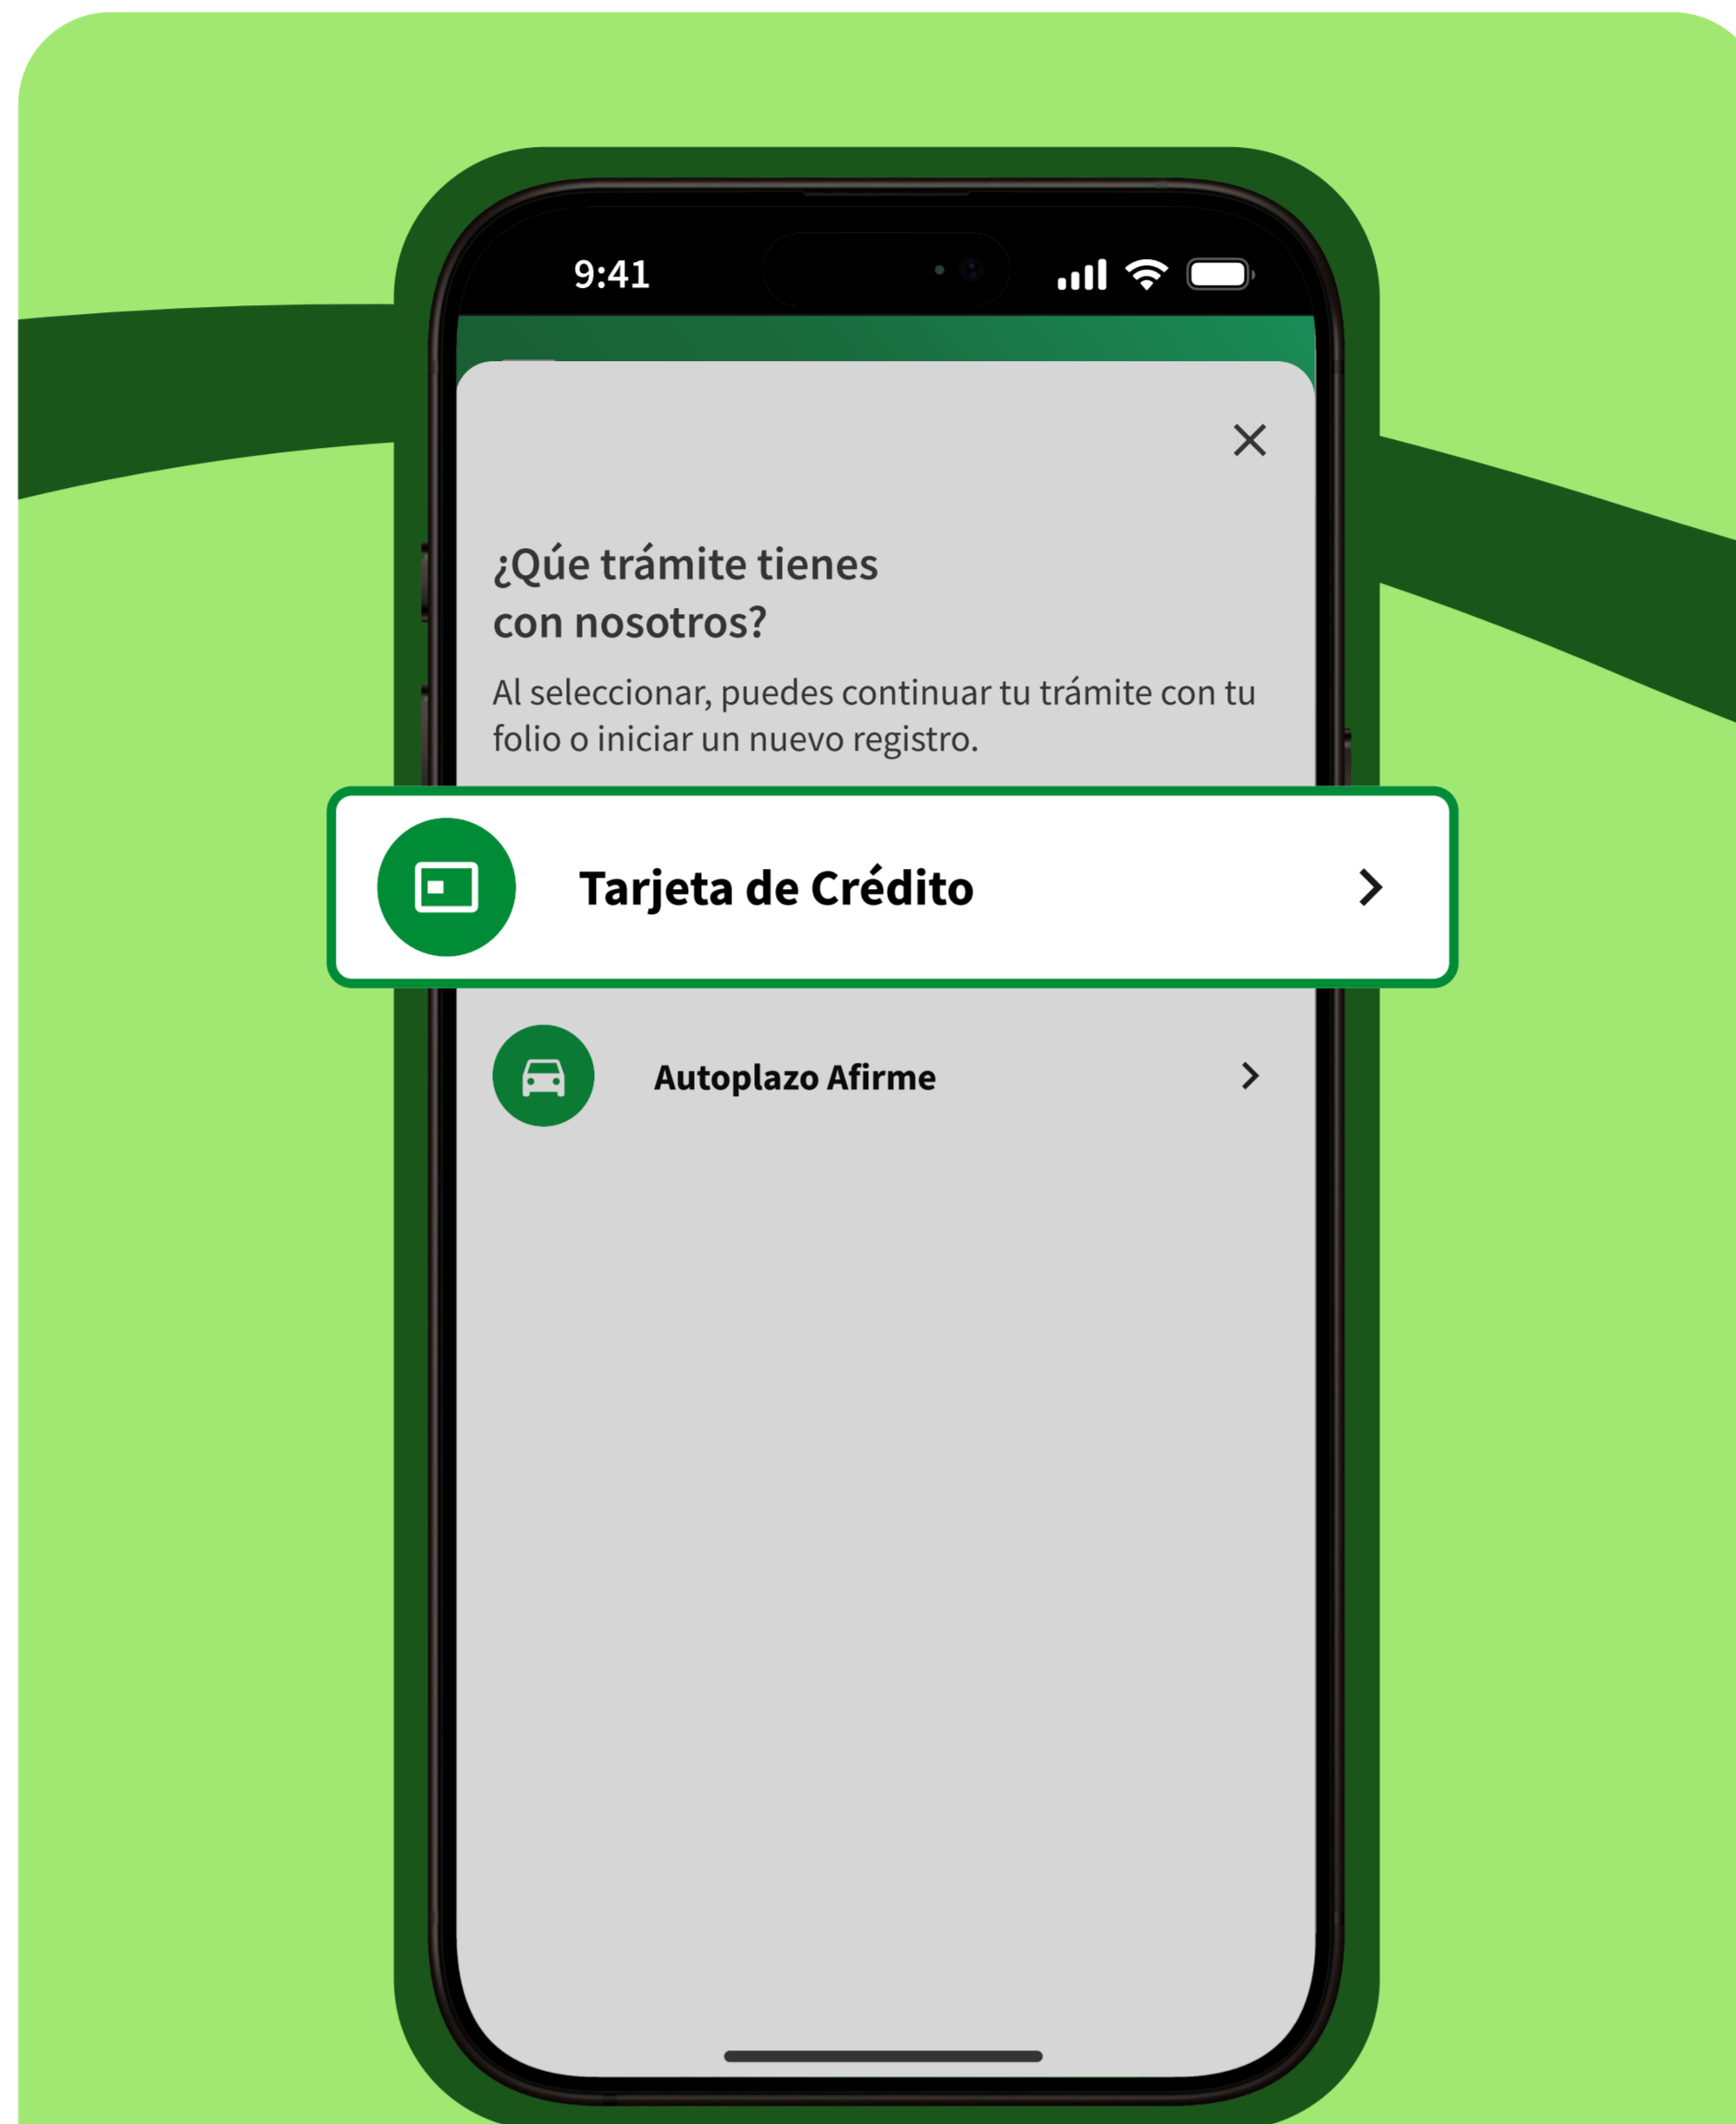 9:41
¿Qúe trámite tienes
con nosotros?
Al seleccionar, puedes continuar tu trámite con tu
folio o iniciar un nuevo registro.
Tarjeta de Crédito
Autoplazo Afirme